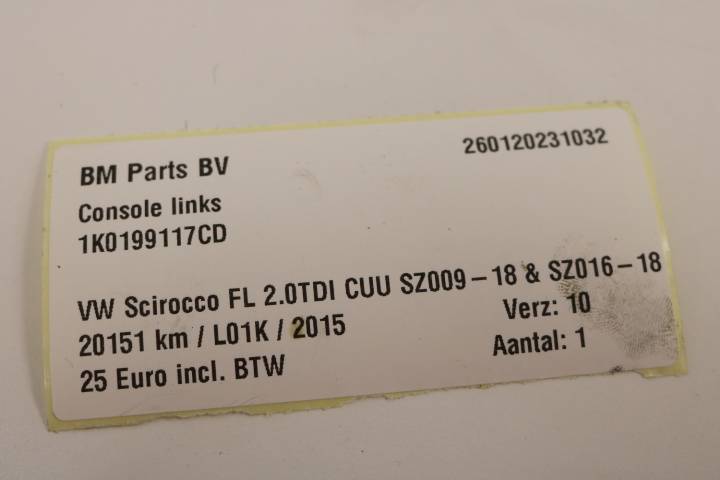 BM Parts BV 260120231032
Console links
1K0199117CD
VW Scirocco FL 2.0TDI CUU SZ009-18 & SZ016-18
20151 km / L01K / 2015 Verz: 10
25 Euro incl. BTW Aantal: 1